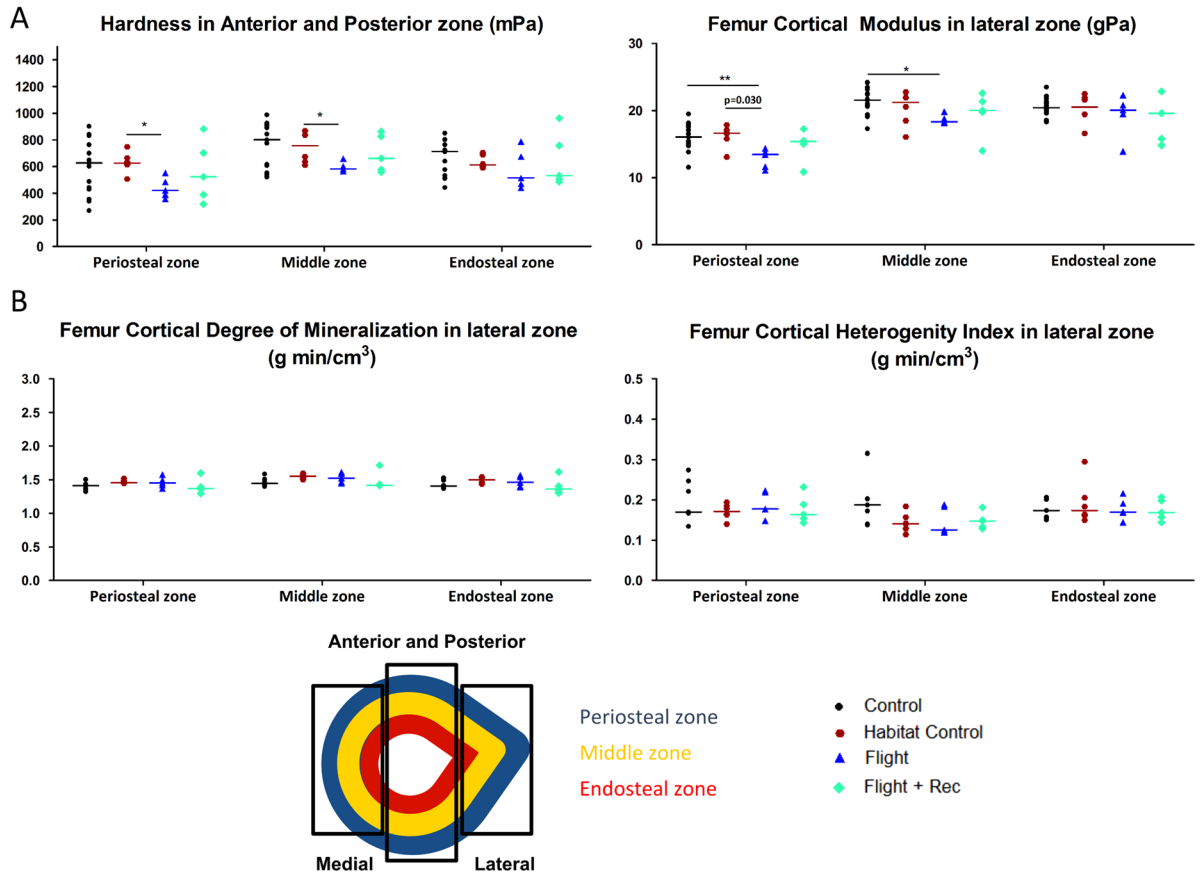 A
Hardness in Anterior and Posterior zone (mPa)
1400
1200
1000
800
600
400
200
0
*
*
Periosteal zone
Middle zone
Endosteal zone
Femur Cortical Modulus in lateral zone (gPa)
30
20
10
0
**
p=0.030
*
Periosteal zone
Middle zone
Endosteal zone
B
Femur Cortical Degree of Mineralization in lateral zone
(g min/cm³)
3.0
2.5
2.0
1.5
1.0
0.5
0.0
Periosteal zone
Middle zone
Endosteal zone
Femur Cortical Heterogenity Index in lateral zone
(g min/cm³)
0.5
0.4
0.3
0.2
0.1
0.0
Periosteal zone
Middle zone
Endosteal zone
Anterior and Posterior
Medial
Lateral
Periosteal zone
Middle zone
Endosteal zone
Control
Habitat Control
Flight
Flight + Rec